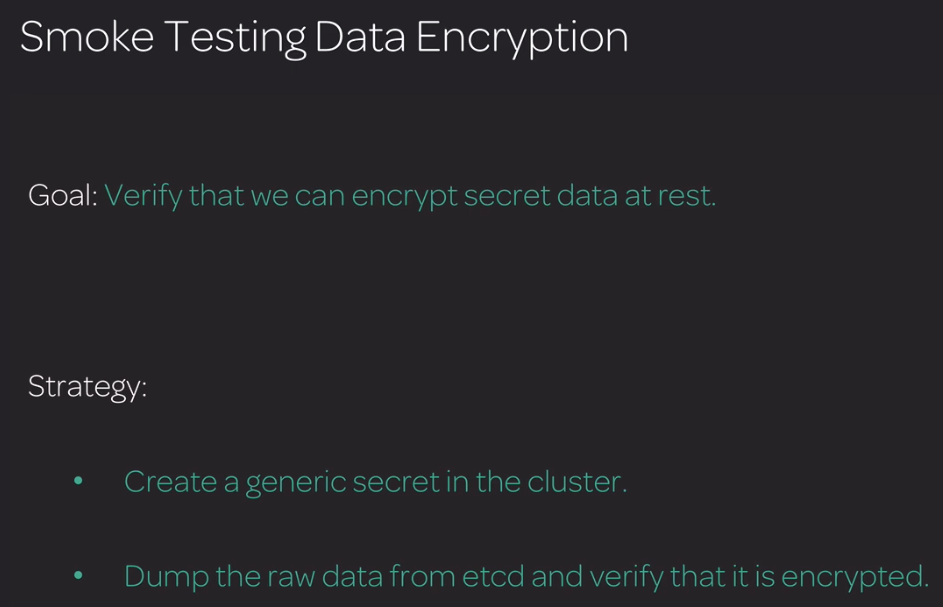 Smoke Testing Data Encryption
Goal: Verify that we can encrypt secret data at rest.
Strategy:
• Create a generic secret in the cluster.
• Dump the raw data from etcd and verify that it is encrypted.